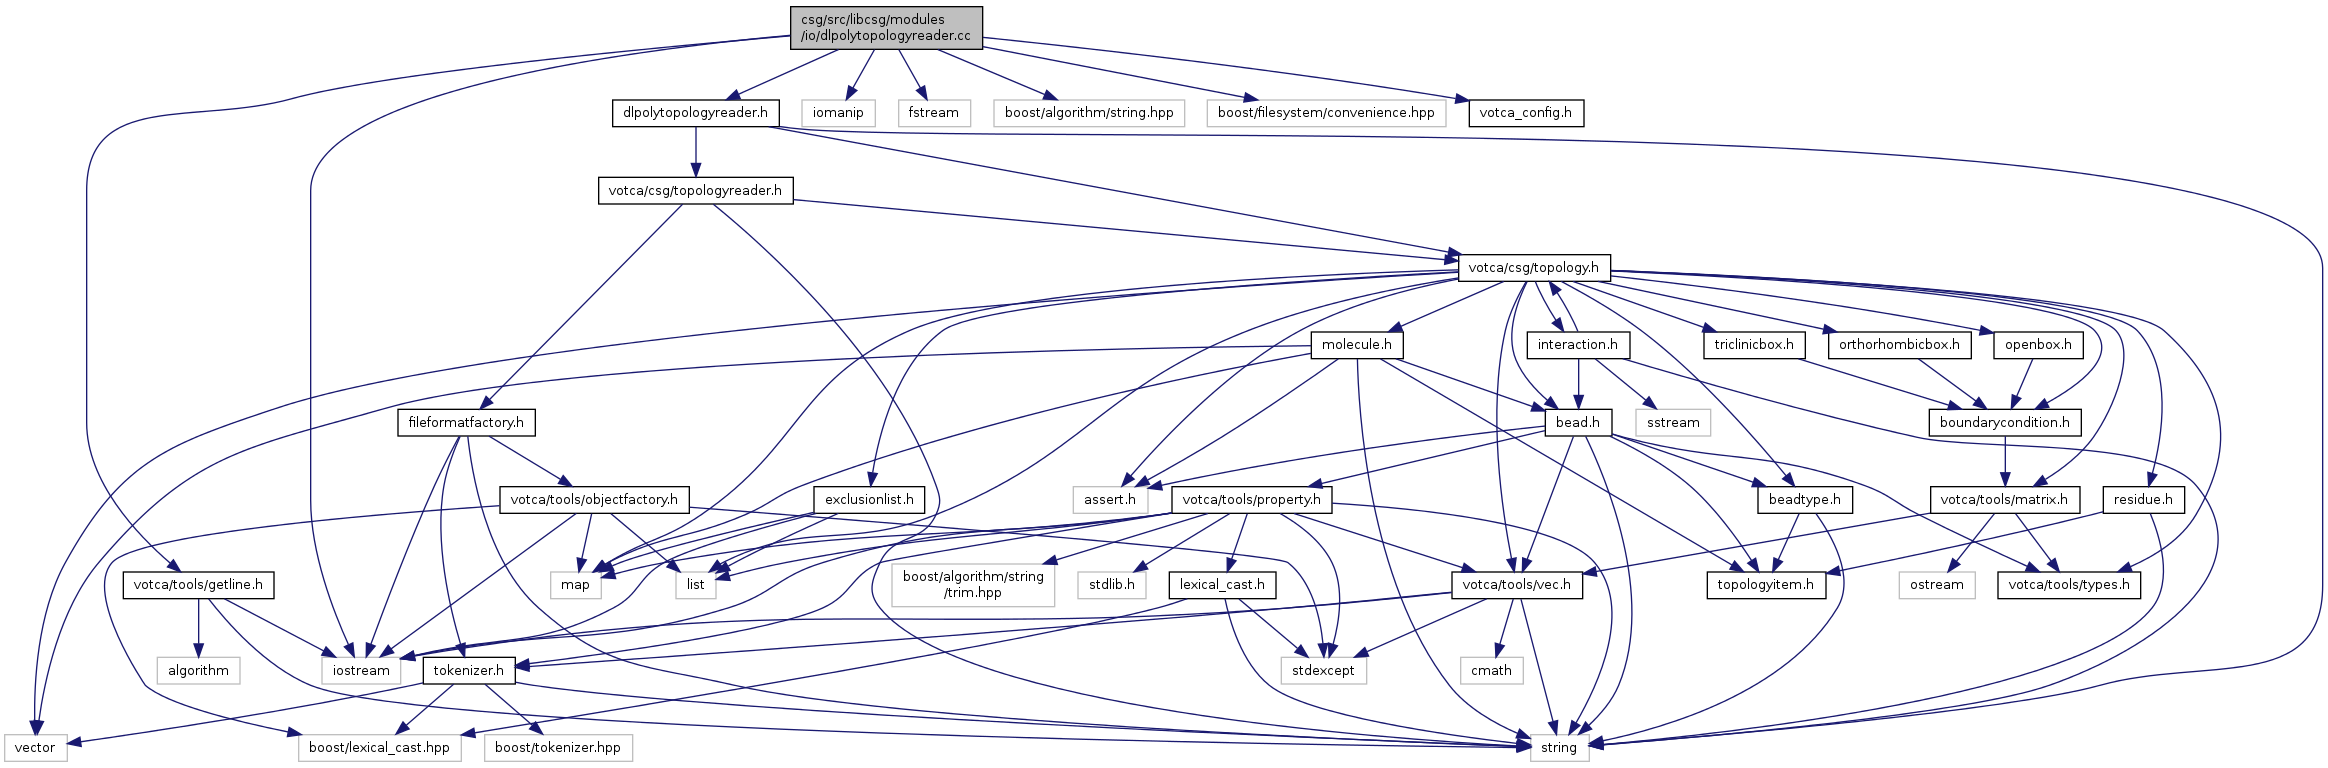 csg/src/libcsg/modules
/io/dlpolytopologyreader.cc
dlpolytopologyreader.h
iomanip
fstream
boost/algorithm/string.hpp
boost/filesystem/convenience.hpp
votca_config.h
votca/csg/topologyreader.h
votca/csg/topology.h
molecule.h
interaction.h
triclinicbox.h
orthorhombicbox.h
openbox.h
fileformatfactory.h
bead.h
sstream
boundarycondition.h
votca/tools/objectfactory.h
exclusionlist.h
assert.h
votca/tools/property.h
beadtype.h
votca/tools/matrix.h
residue.h
votca/tools/getline.h
map
list
boost/algorithm/string
/trim.hpp
stdlib.h
lexical_cast.h
votca/tools/vec.h
topologyitem.h
ostream
votca/tools/types.h
algorithm
iostream
tokenizer.h
stdexcept
cmath
vector
boost/lexical_cast.hpp
boost/tokenizer.hpp
string